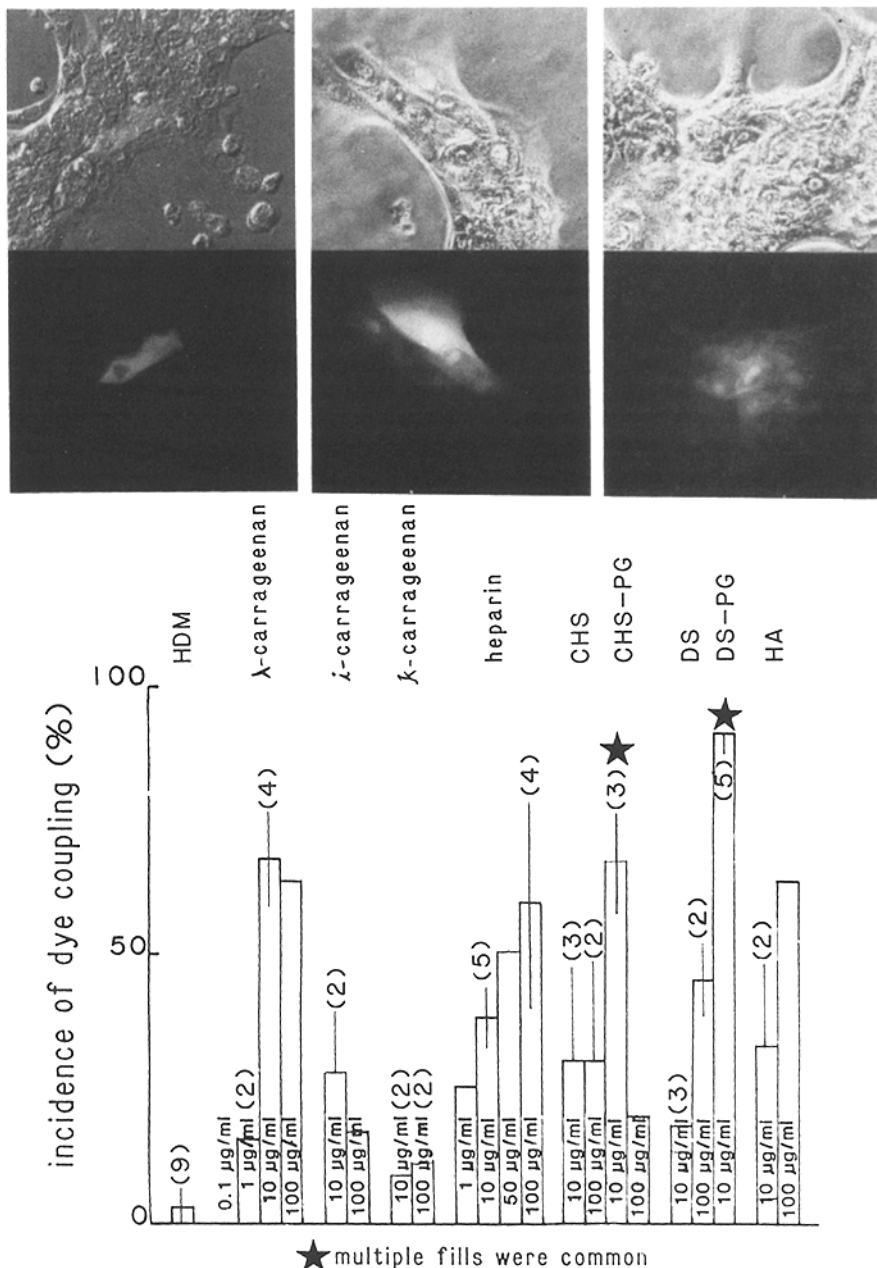 HDM
λ-carrageenan
i-carrageenan
k-carrageenan
heparin
CHS
CHS-PG
DS
DS-PG
HA
incidence of dye coupling (%)
100
50
0
(9)
0.1 µg/ml
1 µg/ml (2)
10 µg/ml
(4)
100 µg/ml
10 µg/ml
(2)
100 µg/ml
10 µg/ml (2)
100 µg/ml (2)
1 µg/ml
10 µg/ml
(5)
50 µg/ml
100 µg/ml
(4)
10 µg/ml
(3)
100 µg/ml
(2)
10 µg/ml
(3)
★
100 µg/ml
10 µg/ml (3)
100 µg/ml
(2)
10 µg/ml
(5)
★
10 µg/ml
(2)
100 µg/ml
★ multiple fills were common